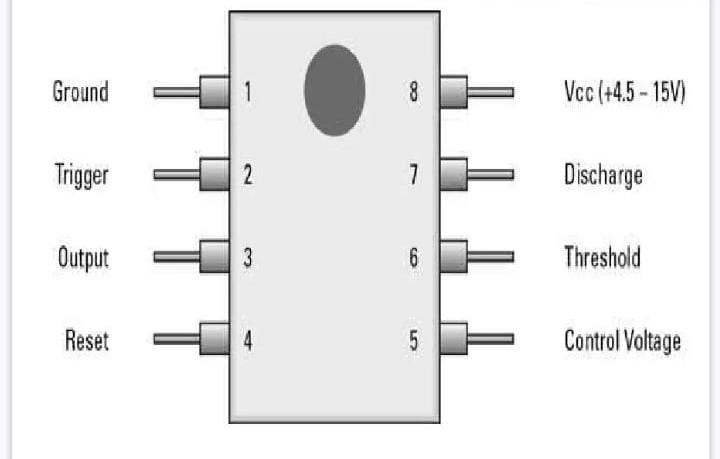 Ground 1 8 Vcc (+4.5 – 15V)
Trigger 2 7 Discharge
Output 3 6 Threshold
Reset 4 5 Control Voltage